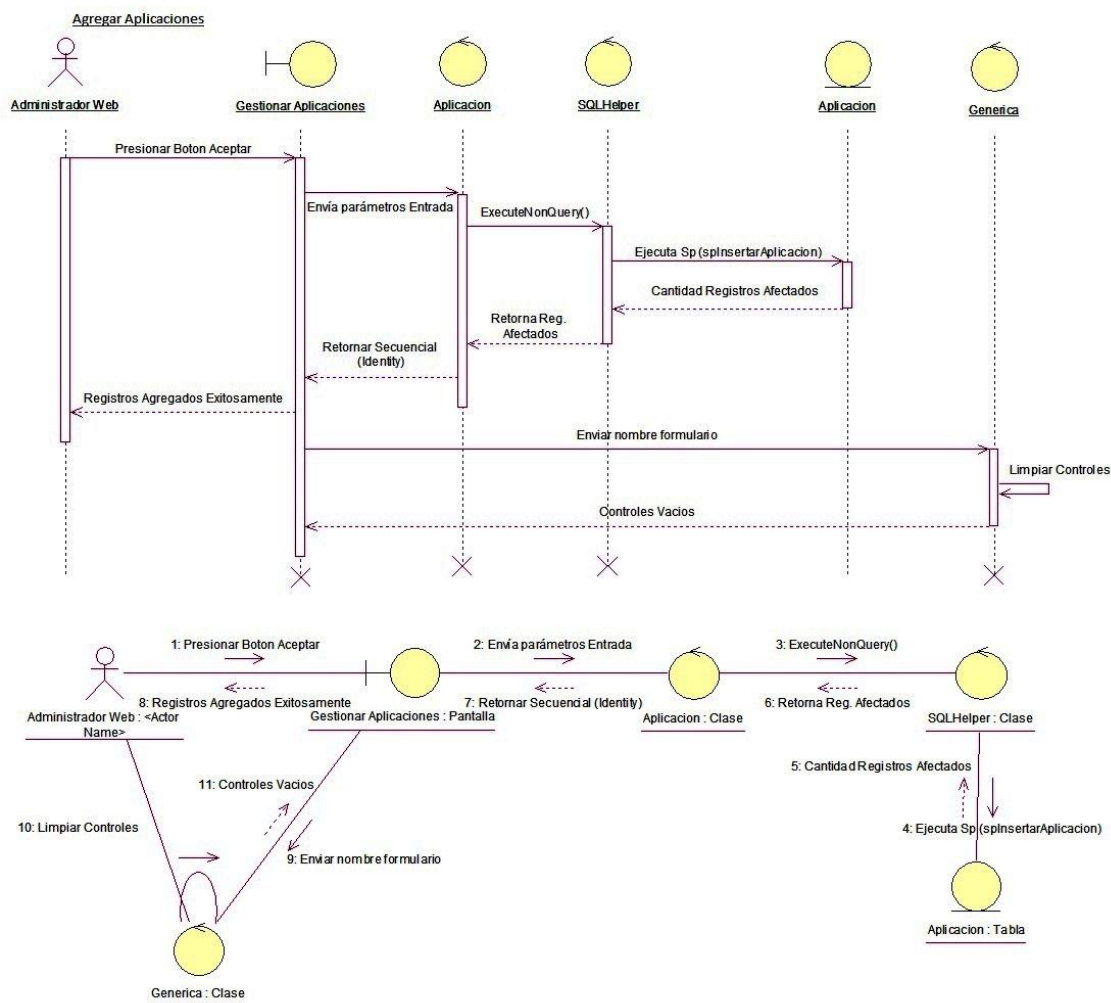 Agregar Aplicaciones
Administrador Web
Gestionar Aplicaciones
Aplicacion
SQLHelper
Aplicacion
Generica
Presionar Boton Aceptar
Envía parámetros Entrada
ExecuteNonQuery()
Ejecuta Sp (spInsertarAplicacion)
Cantidad Registros Afectados
Retorna Reg.
Afectados
Retornar Secuencial
(Identity)
Registros Agregados Exitosamente
Enviar nombre formulario
Limpiar Controles
Controles Vacios
1: Presionar Boton Aceptar
2: Envía parámetros Entrada
3: ExecuteNonQuery()
8: Registros Agregados Exitosamente
7: Retornar Secuencial (Identity)
6: Retorna Reg. Afectados
Administrador Web : <Actor
Name>
Gestionar Aplicaciones : Pantalla
Aplicacion : Clase
SQLHelper : Clase
5: Cantidad Registros Afectados
11: Controles Vacios
10: Limpiar Controles
4: Ejecuta Sp (spInsertarAplicacion)
9: Enviar nombre formulario
Aplicacion : Tabla
Generica : Clase